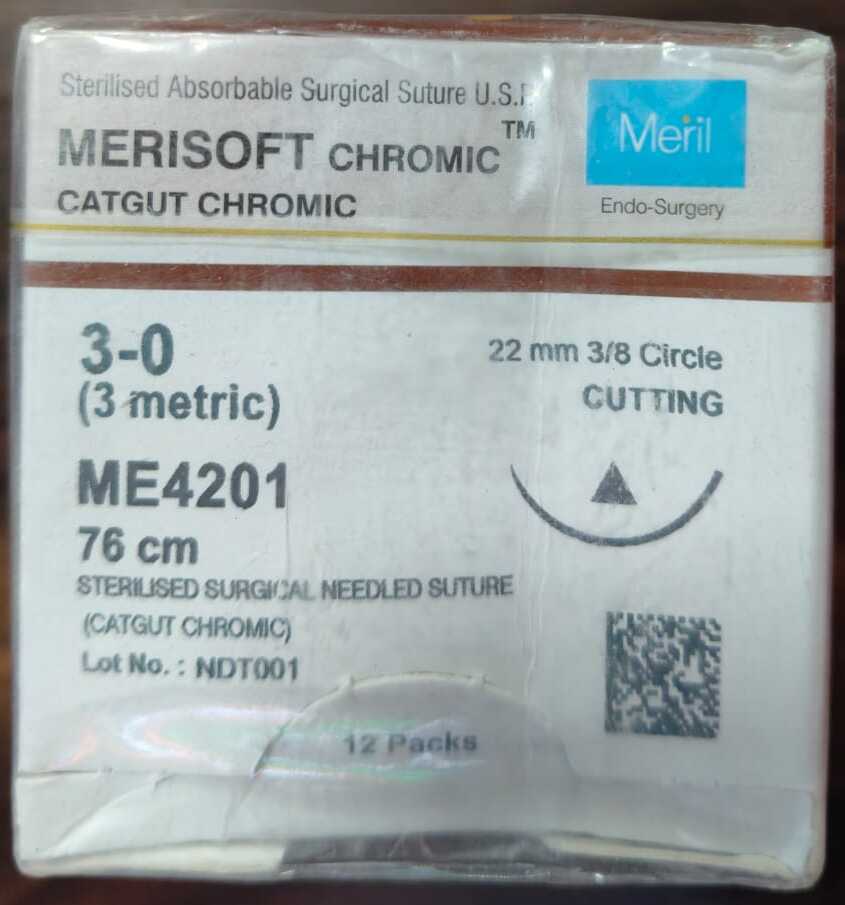 Sterilised Absorbable Surgical Suture U.S.P
MERISOFT CHROMIC™
CATGUT CHROMIC
Meril
Endo-Surgery
3-0
(3 metric)
22 mm 3/8 Circle
CUTTING
ME4201
76 cm
STERILISED SURGICAL NEEDLED SUTURE
(CATGUT CHROMIC)
Lot No. : NDT001
12 Packs